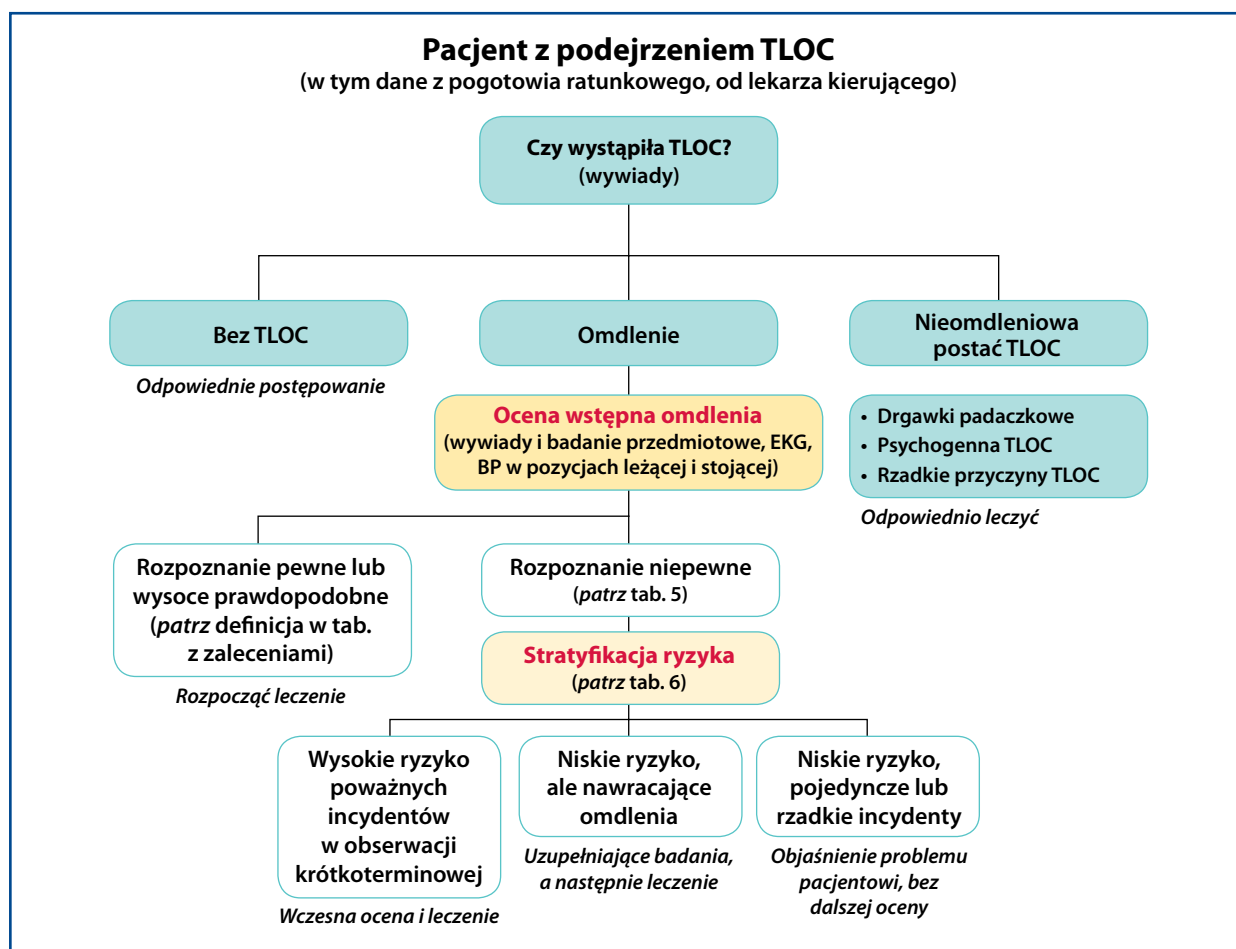 Pacjent z podejrzeniem TLOC
(w tym dane z pogotowia ratunkowego, od lekarza kierującego)
Czy wystąpiła TLOC?
(wywiady)
Bez TLOC
Odpowiednie postępowanie
Omdlenie
Nieomdleniowa
postać TLOC
Ocena wstępna omdlenia
(wywiady i badanie przedmiotowe, EKG,
BP w pozycjach leżącej i stojącej)
• Drgawki padaczkowe
• Psychogenna TLOC
• Rzadkie przyczyny TLOC
Odpowiednio leczyć
Rozpoznanie pewne lub
wysoce prawdopodobne
(patrz definicja w tab.
z zaleceniami)
Rozpocząć leczenie
Rozpoznanie niepewne
(patrz tab. 5)
Stratyfikacja ryzyka
(patrz tab. 6)
Wysokie ryzyko
poważnych
incydentów
w obserwacji
krótkoterminowej
Wczesna ocena i leczenie
Niskie ryzyko,
ale nawracające
omdlenia
Uzupełniające badania,
a następnie leczenie
Niskie ryzyko,
pojedyncze lub
rzadkie incydenty
Objaśnienie problemu
pacjentowi, bez
dalszej oceny